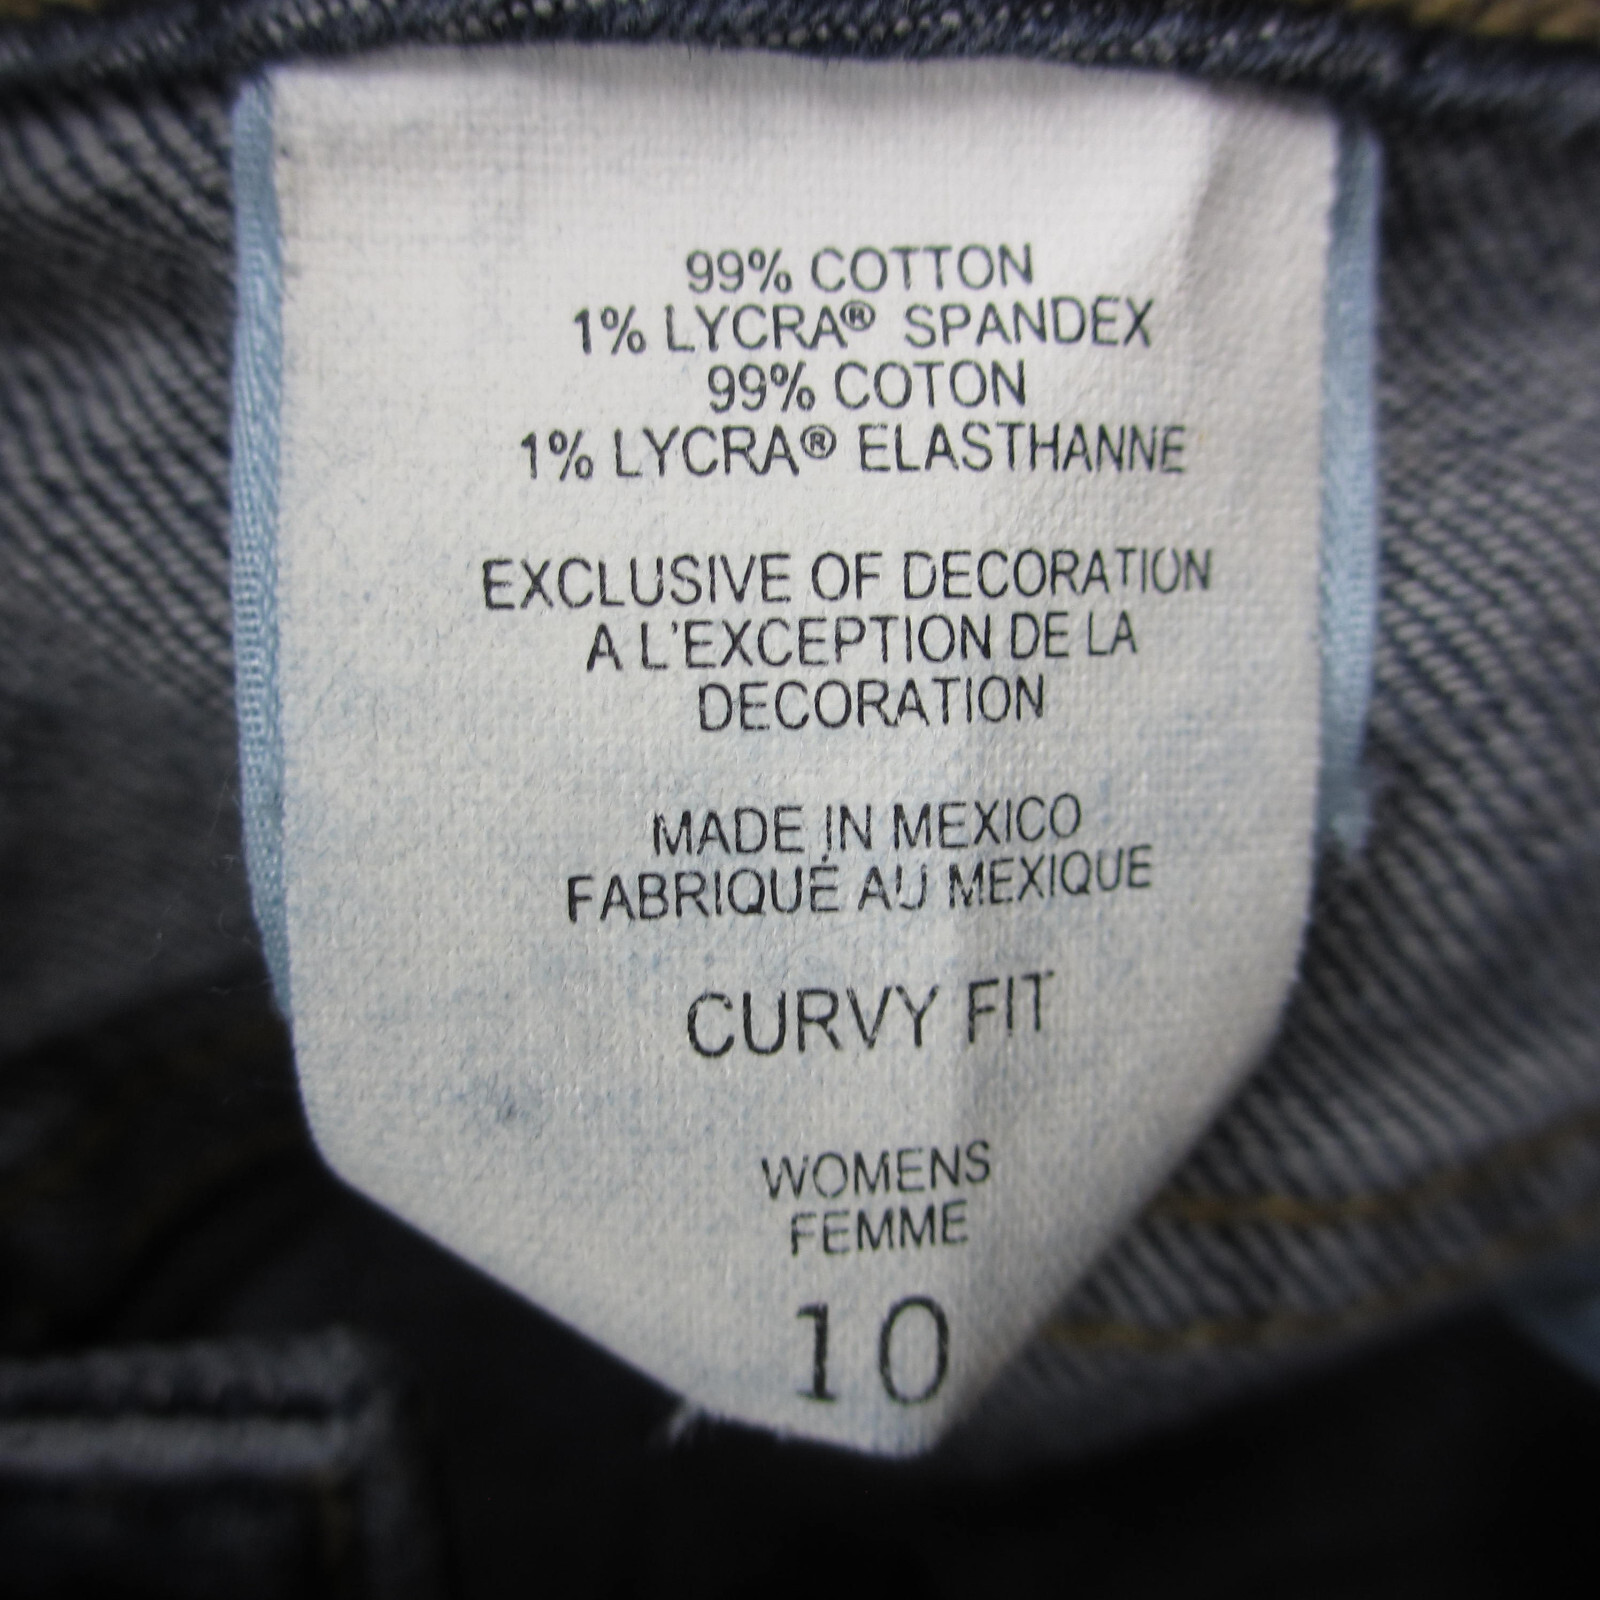 99% COTTON
1% LYCRA® SPANDEX
99% COTON
1% LYCRA® ELASTHANNE
EXCLUSIVE OF DECORATION
A L'EXCEPTION DE LA
DECORATION
MADE IN MEXICO
FABRIQUÉ AU MEXIQUE
CURVY FIT
WOMENS
FEMME
10